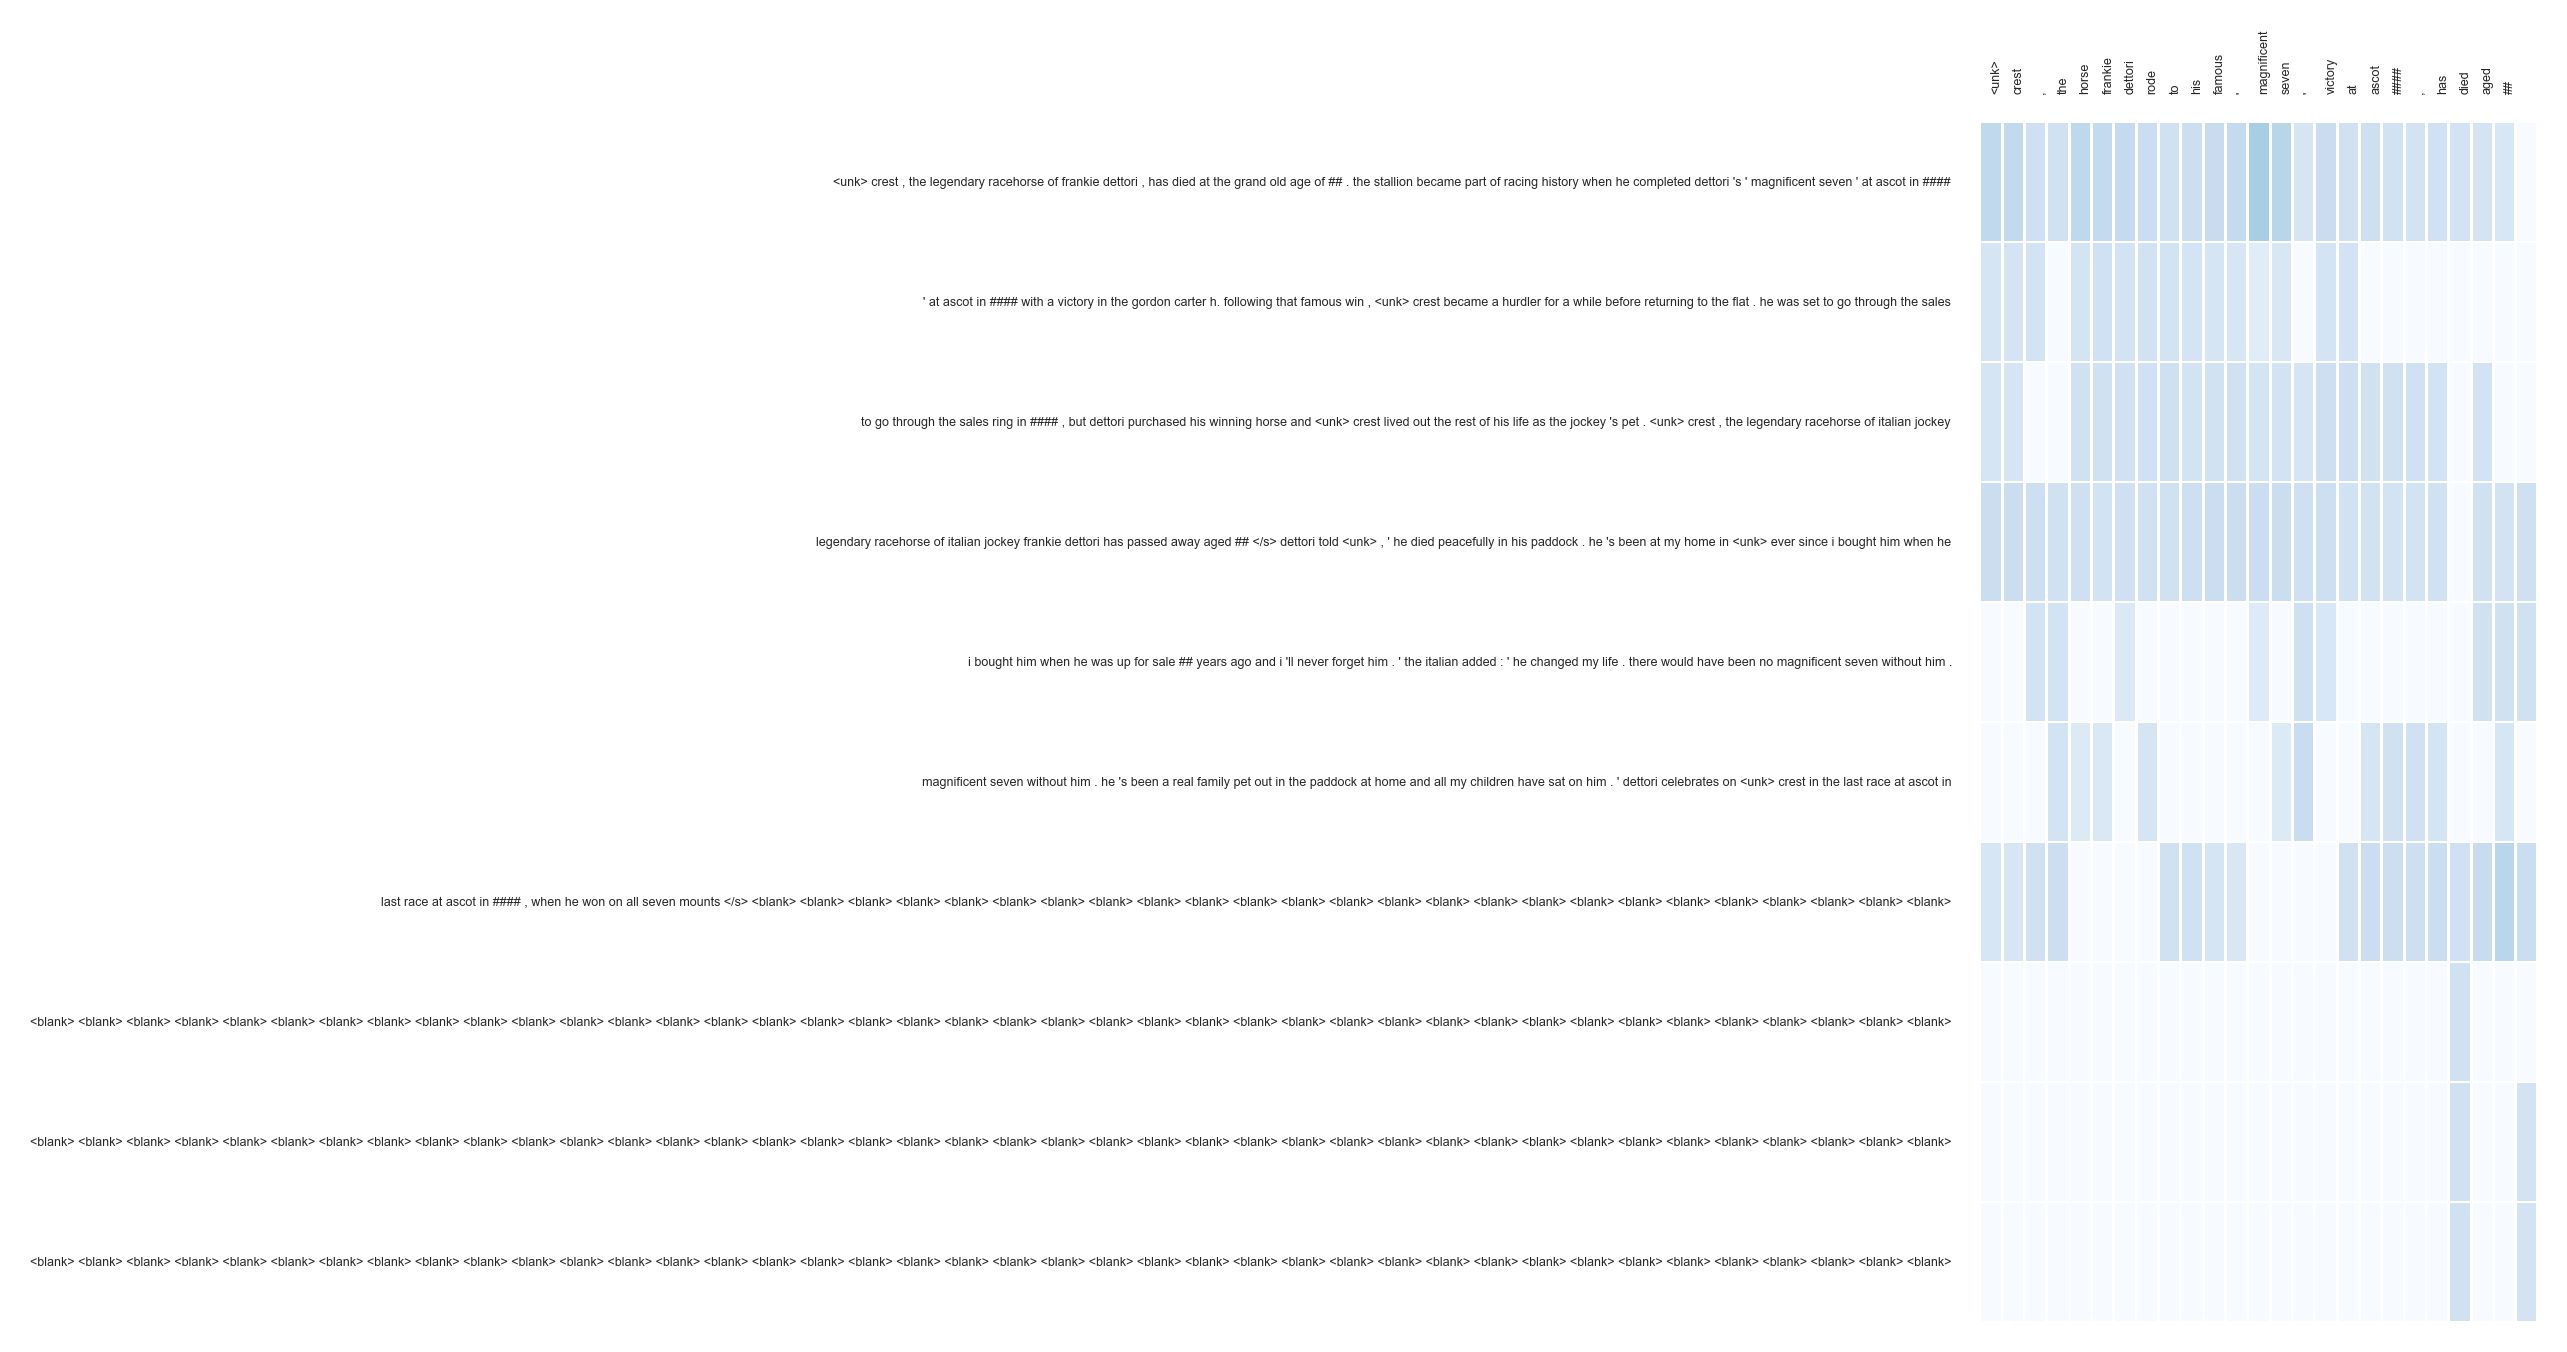 <unk> crest , the horse frankie dettori rode to his famous ' magnificent seven ' victory at ascot #### , has died aged ##
<unk> crest , the legendary racehorse of frankie dettori , has died at the grand old age of ## . the stallion became part of racing history when he completed dettori 's ' magnificent seven ' at ascot in ####
' at ascot in #### with a victory in the gordon carter h. following that famous win , <unk> crest became a hurdler for a while before returning to the flat . he was set to go through the sales
to go through the sales ring in #### , but dettori purchased his winning horse and <unk> crest lived out the rest of his life as the jockey 's pet . <unk> crest , the legendary racehorse of italian jockey
legendary racehorse of italian jockey frankie dettori has passed away aged ## </s> dettori told <unk> , ' he died peacefully in his paddock . he 's been at my home in <unk> ever since i bought him when he
i bought him when he was up for sale ## years ago and i 'll never forget him . ' the italian added : ' he changed my life . there would have been no magnificent seven without him .
magnificent seven without him . he 's been a real family pet out in the paddock at home and all my children have sat on him . ' dettori celebrates on <unk> crest in the last race at ascot in
last race at ascot in #### , when he won on all seven mounts </s> <blank> <blank> <blank> <blank> <blank> <blank> <blank> <blank> <blank> <blank> <blank> <blank> <blank> <blank> <blank> <blank> <blank> <blank> <blank> <blank> <blank> <blank> <blank> <blank> <blank>
<blank> <blank> <blank> <blank> <blank> <blank> <blank> <blank> <blank> <blank> <blank> <blank> <blank> <blank> <blank> <blank> <blank> <blank> <blank> <blank> <blank> <blank> <blank> <blank> <blank> <blank> <blank> <blank> <blank> <blank> <blank> <blank> <blank> <blank> <blank> <blank> <blank> <blank> <blank> <blank>
<blank> <blank> <blank> <blank> <blank> <blank> <blank> <blank> <blank> <blank> <blank> <blank> <blank> <blank> <blank> <blank> <blank> <blank> <blank> <blank> <blank> <blank> <blank> <blank> <blank> <blank> <blank> <blank> <blank> <blank> <blank> <blank> <blank> <blank> <blank> <blank> <blank> <blank> <blank> <blank>
<blank> <blank> <blank> <blank> <blank> <blank> <blank> <blank> <blank> <blank> <blank> <blank> <blank> <blank> <blank> <blank> <blank> <blank> <blank> <blank> <blank> <blank> <blank> <blank> <blank> <blank> <blank> <blank> <blank> <blank> <blank> <blank> <blank> <blank> <blank> <blank> <blank> <blank> <blank> <blank>